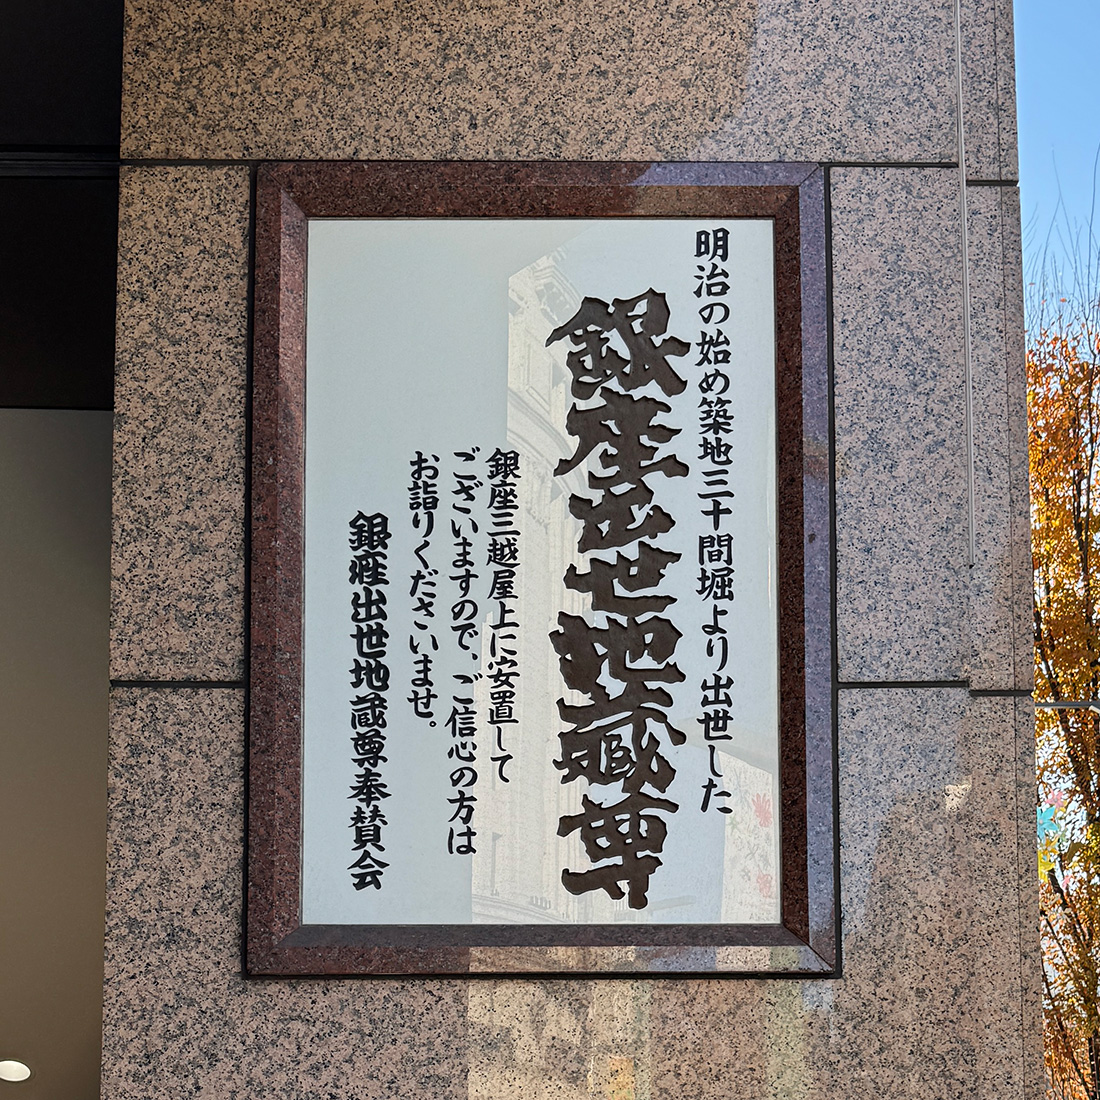 明治の始め築地三十間堀より出世した
銀座出世地蔵尊
銀座三越屋上に安置して
ございますので、ご信心の方は
お詣りくださいませ。
銀座出世地蔵尊奉賛会